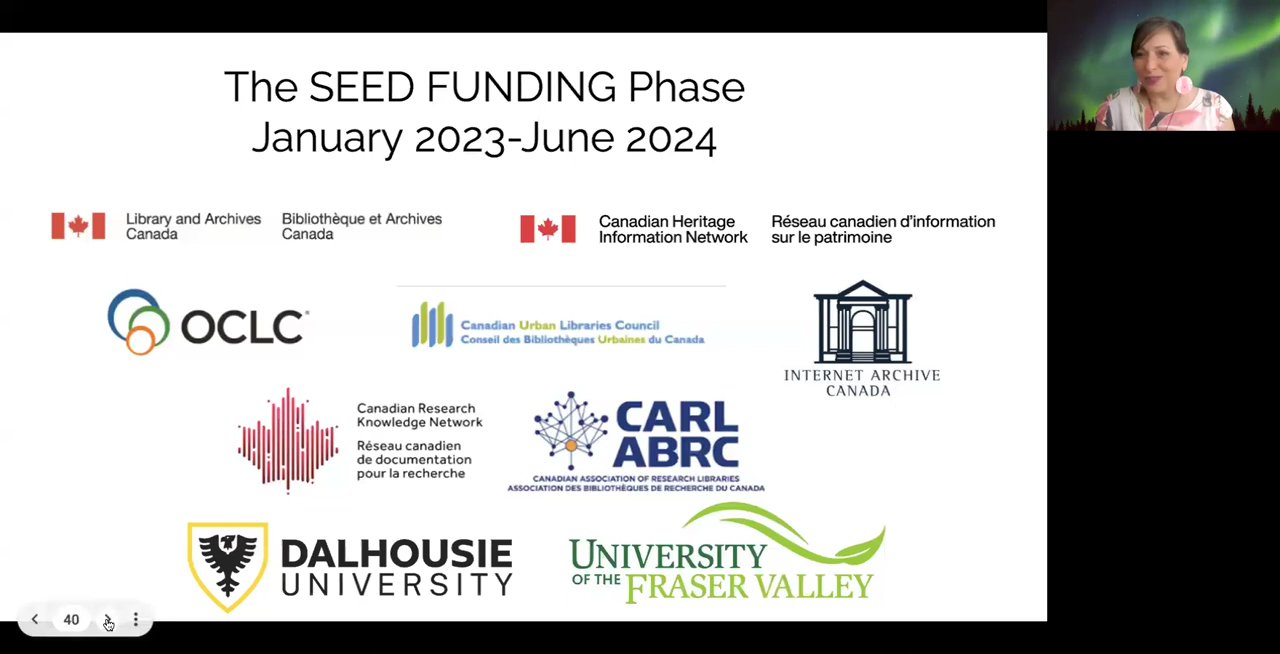 The SEED FUNDING Phase
January 2023-June 2024
Library and Archives
Canada
Bibliothèque et Archives
Canada
Canadian Heritage
Information Network
Réseau canadien d'information
sur le patrimoine
OCLC
Canadian Urban Libraries Council
Conseil des Bibliothèques Urbaines du Canada
INTERNET ARCHIVE
CANADA
Canadian Research
Knowledge Network
Réseau canadien
de documentation
pour la recherche
CARL
ABRC
CANADIAN ASSOCIATION OF RESEARCH LIBRARIES
ASSOCIATION DES BIBLIOTHÈQUES DE RECHERCHE DU CANADA
DALHOUSIE
UNIVERSITY
UNIVERSITY
OF THE FRASER VALLEY
40